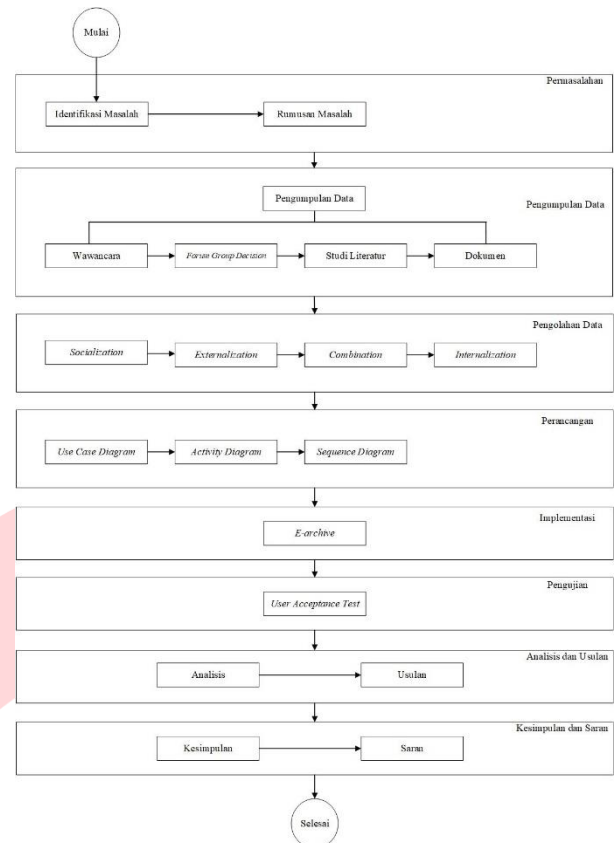 Mulai
Permasalahan
Identifikasi Masalah
Rumusan Masalah
Pengumpulan Data
Pengumpulan Data
Wawancara
Forum Group Decision
Studi Literatur
Dokumen
Pengolahan Data
Socialization
Externalization
Combination
Internalization
Perancangan
Use Case Diagram
Activity Diagram
Sequence Diagram
Implementasi
E-archive
Pengujian
User Acceptance Test
Analisis dan Usulan
Analisis
Usulan
Kesimpulan dan Saran
Kesimpulan
Saran
Selesai